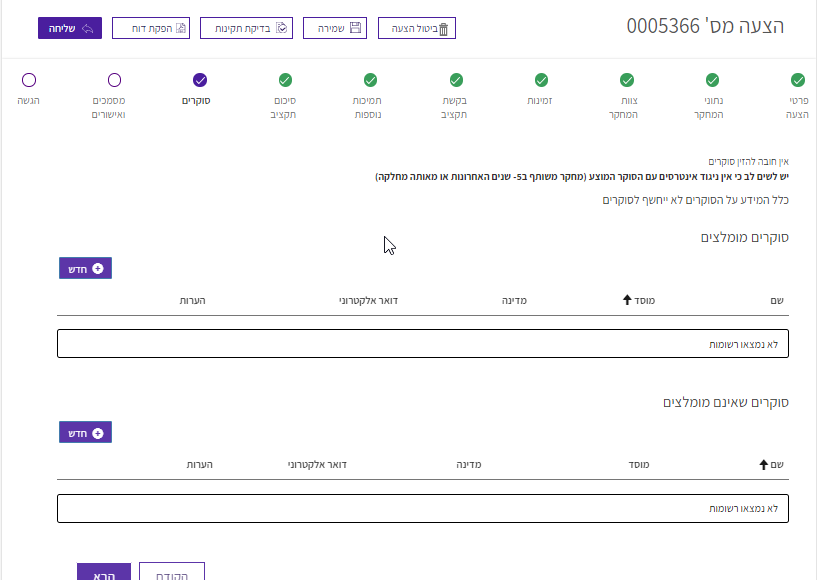 הצעה מס' 0005366
ביטול הצעה
שמירה
בדיקת תקינות
הפקת דוח
שליחה
פרטי הצעה
נתוני המחקר
צוות המחקר
זמינות
בקשת תקציב
תמיכות נוספות
סיכום תקציב
סוקרים
מסמכים ואישורים
הגשה
אין חובה להזין סוקרים
יש לשים לב כי אין ניגוד אינטרסים עם הסוקר המוצע (מחקר משותף ב5- שנים האחרונות או מאותה מחלקה)
כלל המידע על הסוקרים לא ייחשף לסוקרים
סוקרים מומלצים
חדש
שם מוסד מדינה דואר אלקטרוני הערות
לא נמצאו רשומות
סוקרים שאינם מומלצים
חדש
שם מוסד מדינה דואר אלקטרוני הערות
לא נמצאו רשומות
הקודם
הבא